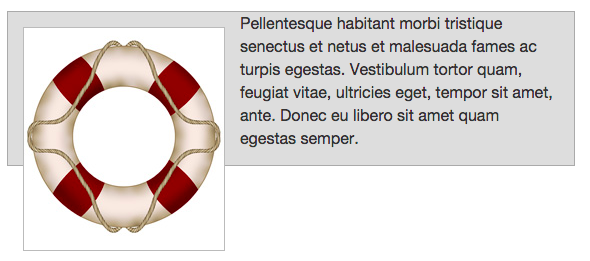 Pellentesque habitant morbi tristique
senectus et netus et malesuada fames ac
turpis egestas. Vestibulum tortor quam,
feugiat vitae, ultricies eget, tempor sit amet,
ante. Donec eu libero sit amet quam
egestas semper.